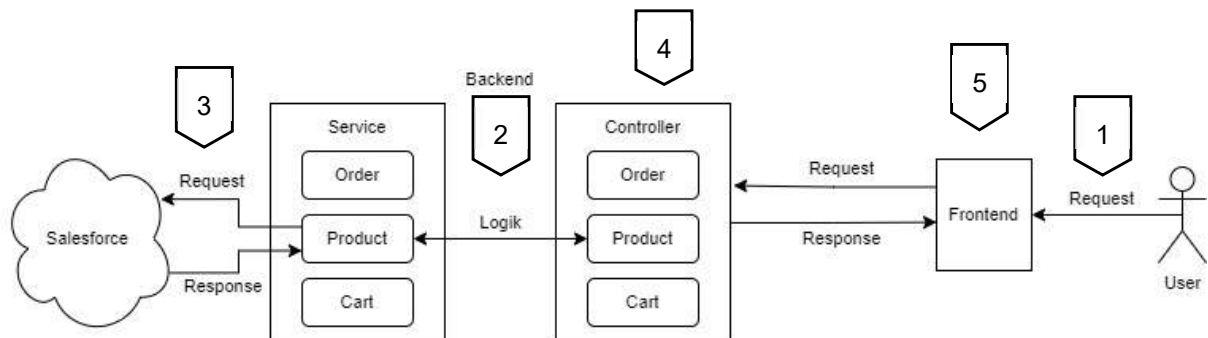 4
Backend
5
3
2
1
Service
Controller
Order
Order
Request
Request
Request
Salesforce
Product
Logik
Product
Frontend
Response
Response
Cart
Cart
User